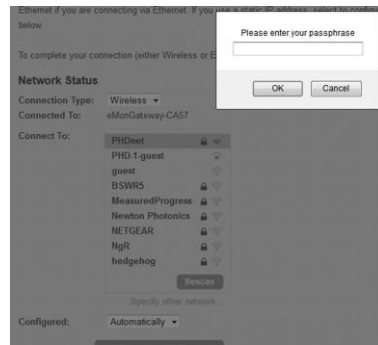 Ethernet if you are connecting via Ethernet. If you use a static IP address, select to configu
below.
To complete your connection (either Wireless or E
Please enter your passphrase
OK Cancel
Network Status
Connection Type: Wireless
Connected To: eMonGateway-CA57
Connect To:
PHDnet
PHD-1-guest
guest
BSWR5
MeasuredProgress
Newton Photonics
NETGEAR
NgR
hedgehog
Rescan
Specify other network...
Configured: Automatically